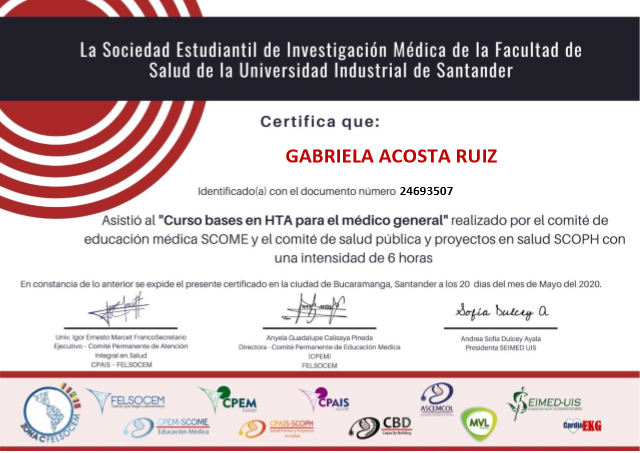 La Sociedad Estudiantil de Investigación Médica de la Facultad de
Salud de la Universidad Industrial de Santander
Certifica que:
GABRIELA ACOSTA RUIZ
Identificado(a) con el documento número 24693507
Asistió al "Curso bases en HTA para el médico general" realizado por el comité de
educación médica SCOME y el comité de salud pública y proyectos en salud SCOPH con
una intensidad de 6 horas
En constancia de lo anterior se expide el presente certificado en la ciudad de Bucaramanga, Santander a los 20 días del mes de Mayo del 2020.
Sofía Dulcey A.
Univ. Igor Ernesto Marcet FrancoSecretario
Ejecutivo - Comité Permanente de Atención
Integral en Salud
CPAIS - FELSOCEM
Anyela Guadalupe Calisaya Pineda
Directora - Comité Permanente de Educación Médica
(CPEM)
FELSOCEM
Andrea Sofía Dulcey Ayala
Presidenta SEIMED UIS
ZONA C FELSOCEM
FELSOCEM
CPEM
CPAIS
ASCEMCOL
SEIMED-UIS
CPEM-SCOME
Educación Médica
CPAIS-SCOPH
CBD
Capacity Building
MVL
CardioEKG